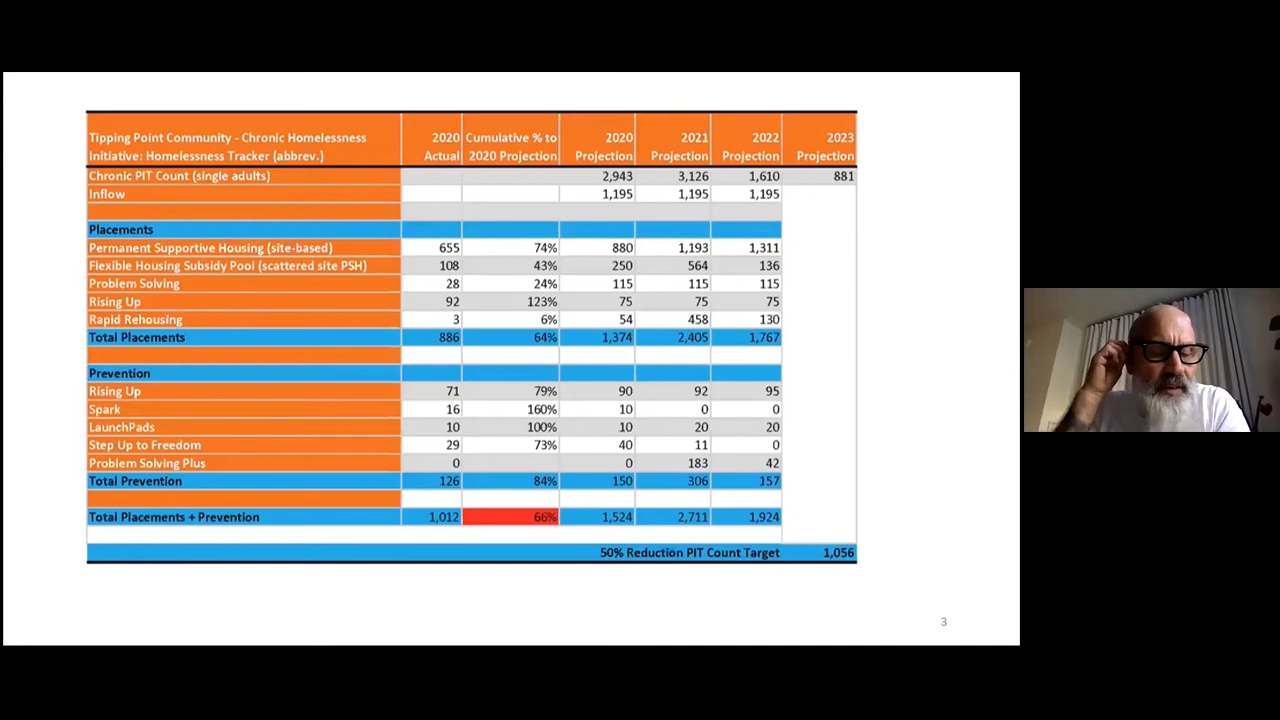 Tipping Point Community - Chronic Homelessness Initiative: Homelessness Tracker (abbrev.) 2020 Actual Cumulative % to 2020 Projection 2020 Projection 2021 Projection 2022 Projection 2023 Projection
Chronic PIT Count (single adults) 2,943 3,126 1,610 881
Inflow 1,195 1,195 1,195
Placements
Permanent Supportive Housing (site-based) 655 74% 880 1,193 1,311
Flexible Housing Subsidy Pool (scattered site PSH) 108 43% 250 564 136
Problem Solving 28 24% 115 115 115
Rising Up 92 123% 75 75 75
Rapid Rehousing 3 6% 54 458 130
Total Placements 886 64% 1,374 2,405 1,767
Prevention
Rising Up 71 79% 90 92 95
Spark 16 160% 10 0 0
LaunchPads 10 100% 10 20 20
Step Up to Freedom 29 73% 40 11 0
Problem Solving Plus 0 0 183 42
Total Prevention 126 84% 150 306 157
Total Placements + Prevention 1,012 66% 1,524 2,711 1,924
50% Reduction PIT Count Target 1,056
3